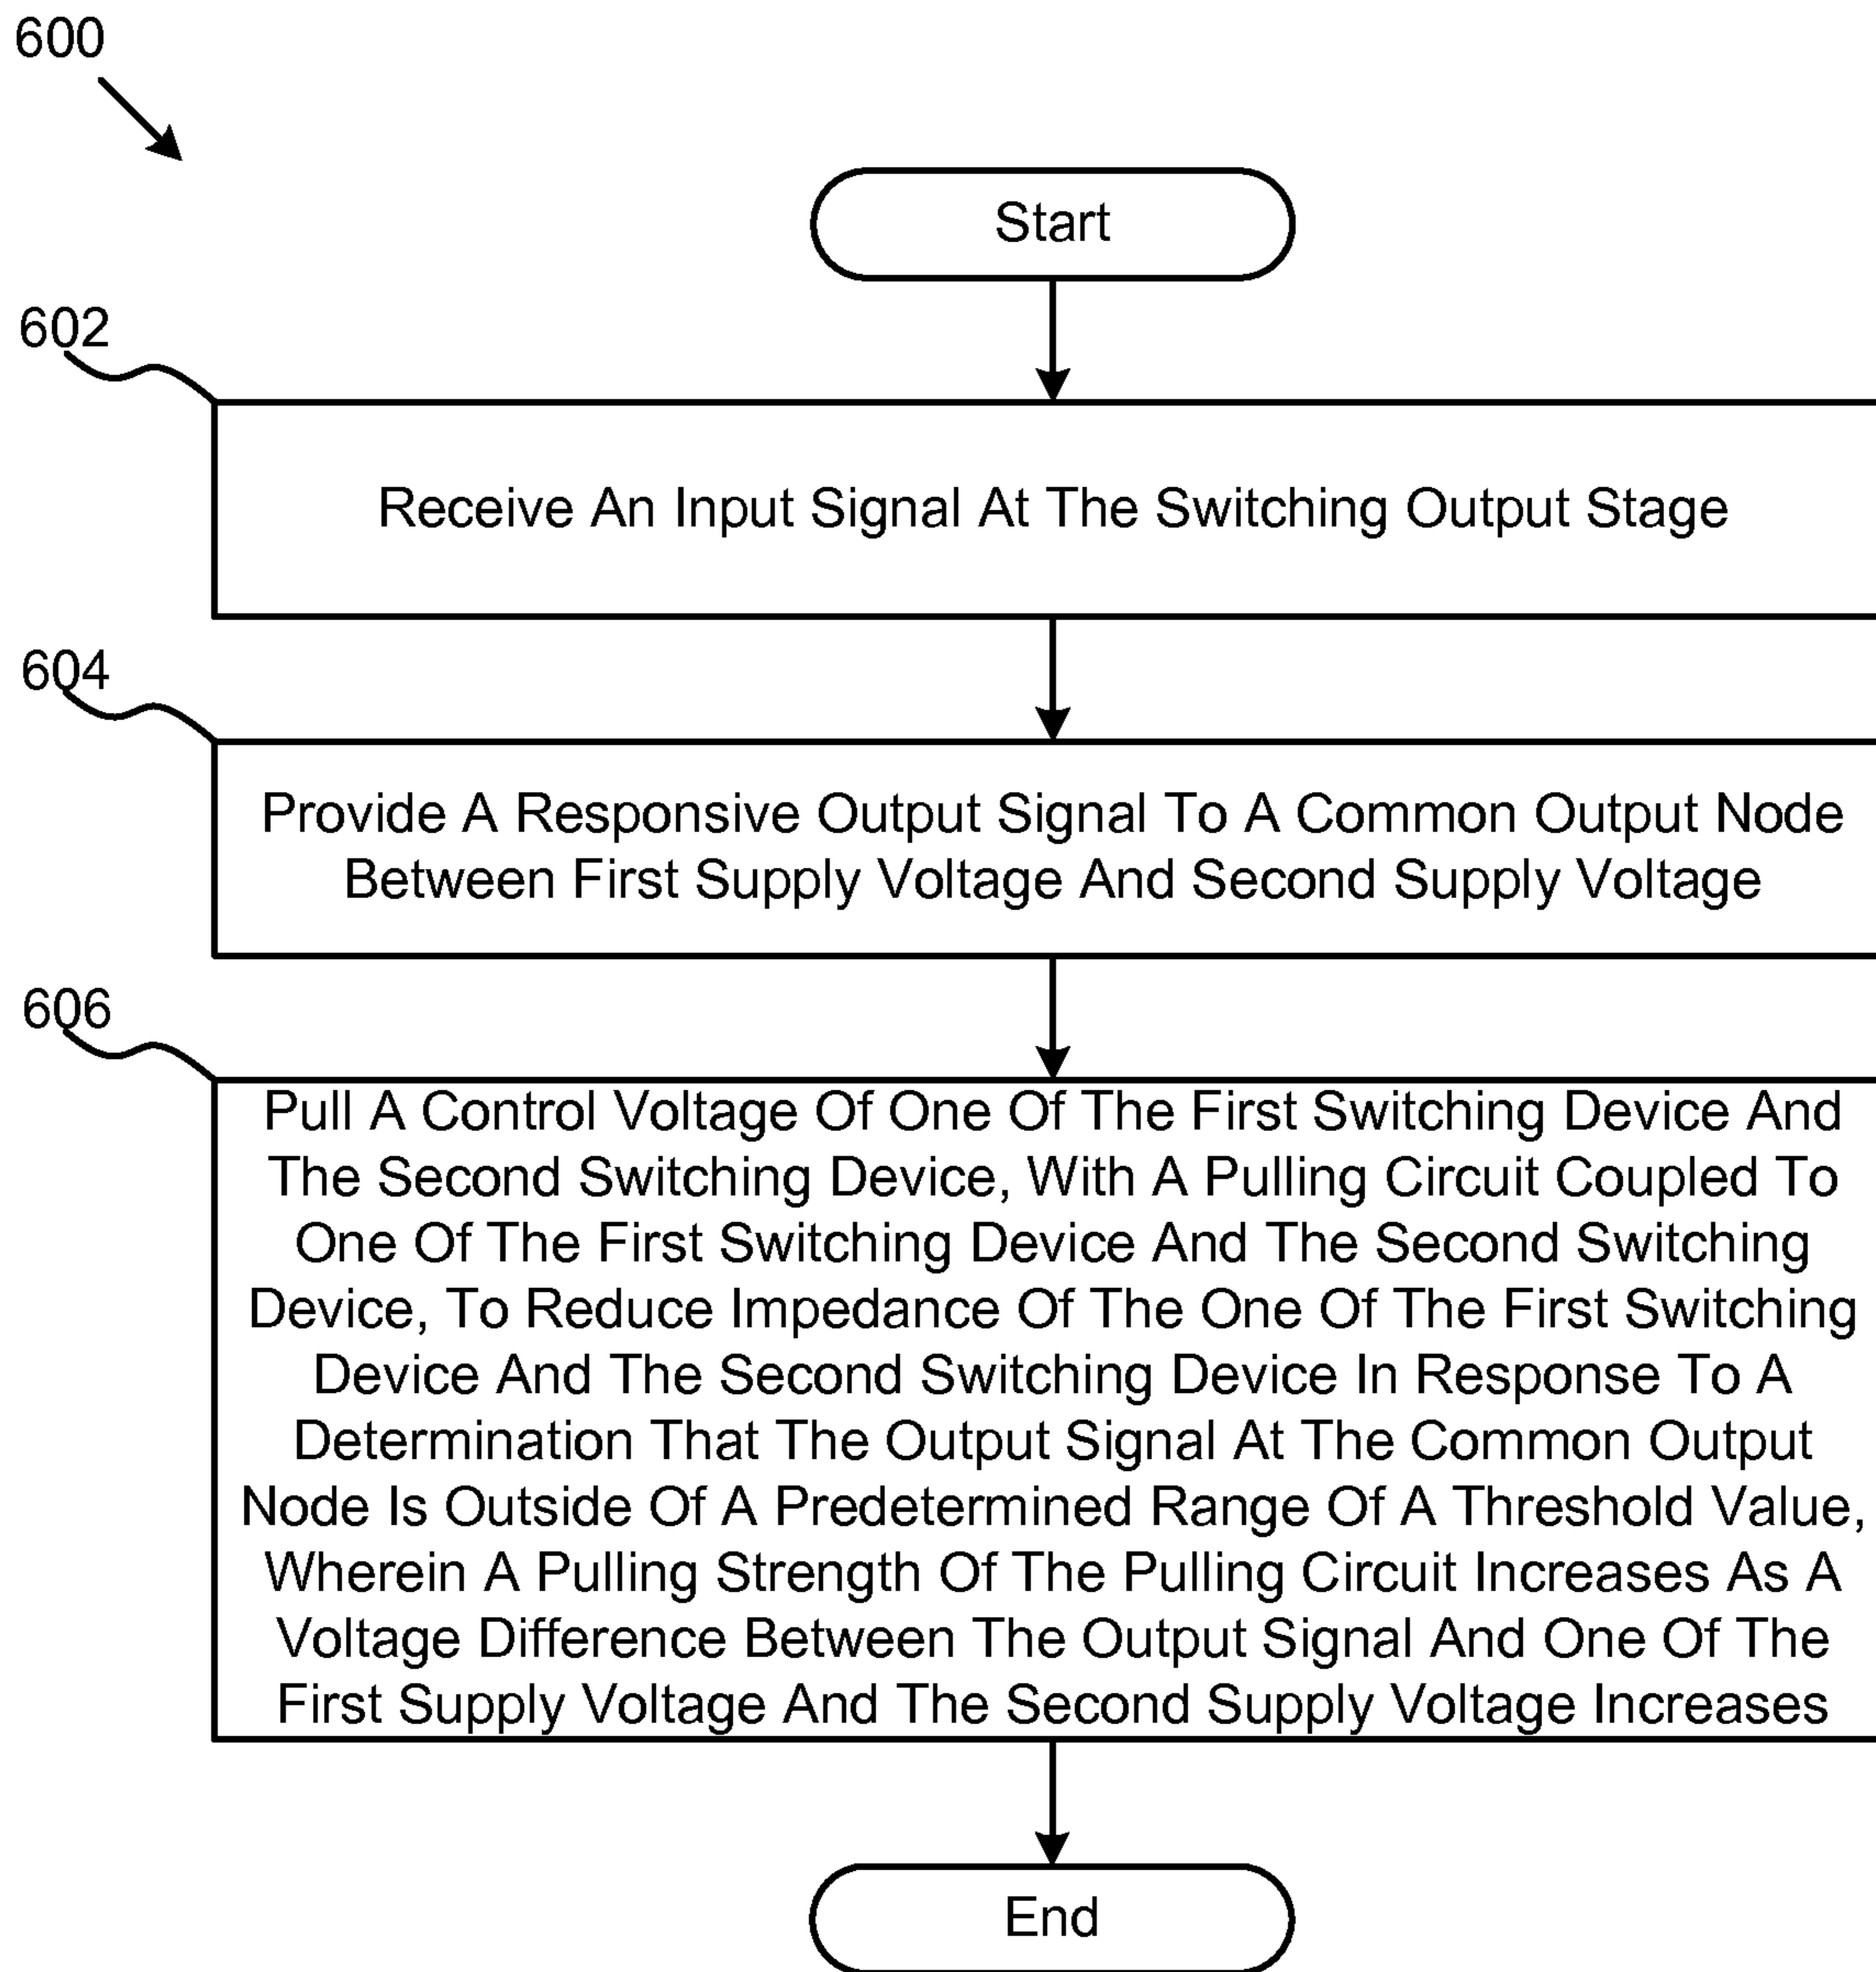 600
Start
602
Receive An Input Signal At The Switching Output Stage
604
Provide A Responsive Output Signal To A Common Output Node
Between First Supply Voltage And Second Supply Voltage
606
Pull A Control Voltage Of One Of The First Switching Device And
The Second Switching Device, With A Pulling Circuit Coupled To
One Of The First Switching Device And The Second Switching
Device, To Reduce Impedance Of The One Of The First Switching
Device And The Second Switching Device In Response To A
Determination That The Output Signal At The Common Output
Node Is Outside Of A Predetermined Range Of A Threshold Value,
Wherein A Pulling Strength Of The Pulling Circuit Increases As A
Voltage Difference Between The Output Signal And One Of The
First Supply Voltage And The Second Supply Voltage Increases
End